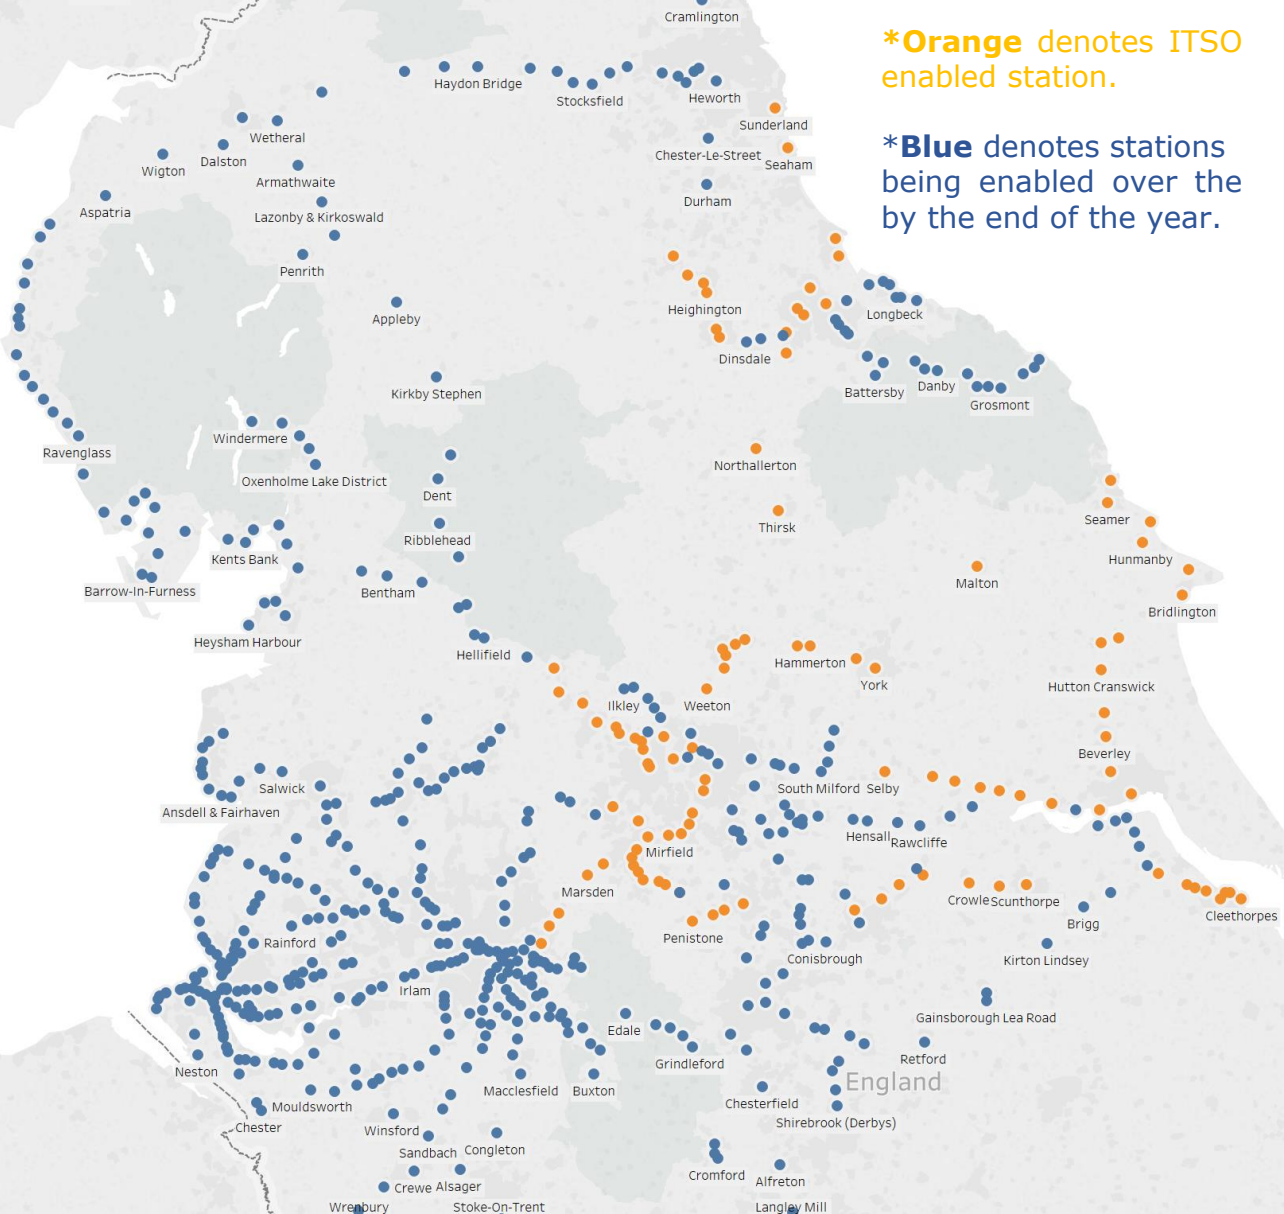 Cramlington
*Orange denotes ITSO
enabled station.
Haydon Bridge
Stocksfield
Heworth
Sunderland
Wetheral
Dalston
Wigton
Chester-Le-Street
Seaham
*Blue denotes stations
being enabled over the
by the end of the year.
Armathwaite
Durham
Aspatria
Lazonby & Kirkoswald
Penrith
Heighington
Longbeck
Appleby
Dinsdale
Kirkby Stephen
Battersby
Danby
Grosmont
Windermere
Ravenglass
Northallerton
Oxenholme Lake District
Dent
Seamer
Thirsk
Ribblehead
Kents Bank
Hunmanby
Malton
Barrow-In-Furness
Bentham
Bridlington
Heysham Harbour
Hellifield
Hammerton
York
Hutton Cranswick
Ilkley
Weeton
Beverley
Salwick
South Milford
Selby
Ansdell & Fairhaven
Hensall
Rawcliffe
Mirfield
Marsden
Crowle
Scunthorpe
Cleethorpes
Brigg
Rainford
Penistone
Conisbrough
Kirton Lindsey
Irlam
Gainsborough Lea Road
Edale
Retford
Grindleford
Neston
England
Macclesfield
Buxton
Chesterfield
Mouldsworth
Shirebrook (Derbys)
Chester
Winsford
Sandbach
Congleton
Cromford
Alfreton
Crewe
Alsager
Wrenbury
Stoke-On-Trent
Langley Mill